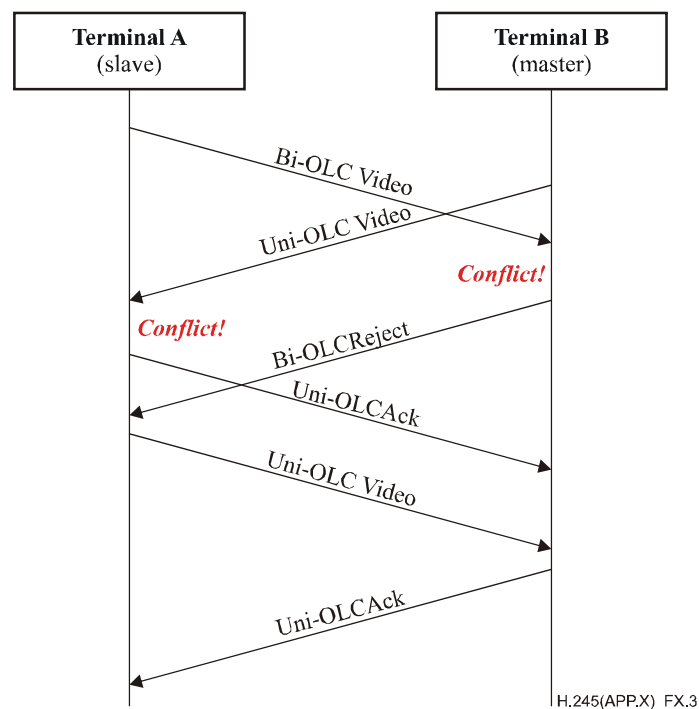 Terminal A
(slave)
Terminal B
(master)
Bi-OLC Video
Uni-OLC Video
Conflict!
Conflict!
Bi-OLCReject
Uni-OLCAck
Uni-OLC Video
Uni-OLCAck
H.245(APP.X)_FX.3